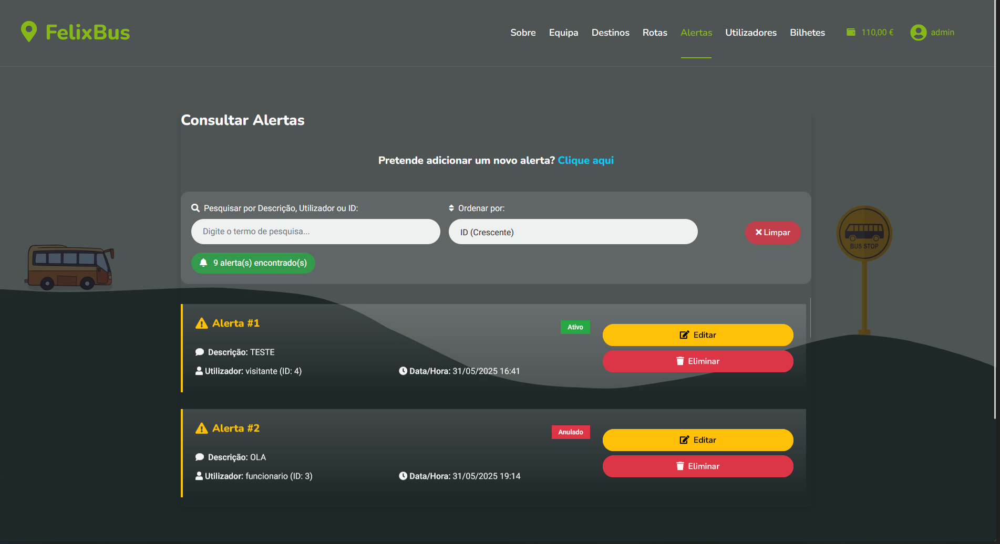 FelixBus
Sobre Equipa Destinos Rotas Alertas Utilizadores Bilhetes 110,00 € admin
Consultar Alertas
Pretende adicionar um novo alerta? Clique aqui
Pesquisar por Descrição, Utilizador ou ID:
Digite o termo de pesquisa...
Ordenar por:
ID (Crescente)
Limpar
9 alerta(s) encontrado(s)
BUS STOP
Alerta #1
Ativo
Descrição: TESTE
Utilizador: visitante (ID: 4)
Data/Hora: 31/05/2025 16:41
Editar
Eliminar
Alerta #2
Anulado
Descrição: OLA
Utilizador: funcionario (ID: 3)
Data/Hora: 31/05/2025 19:14
Editar
Eliminar